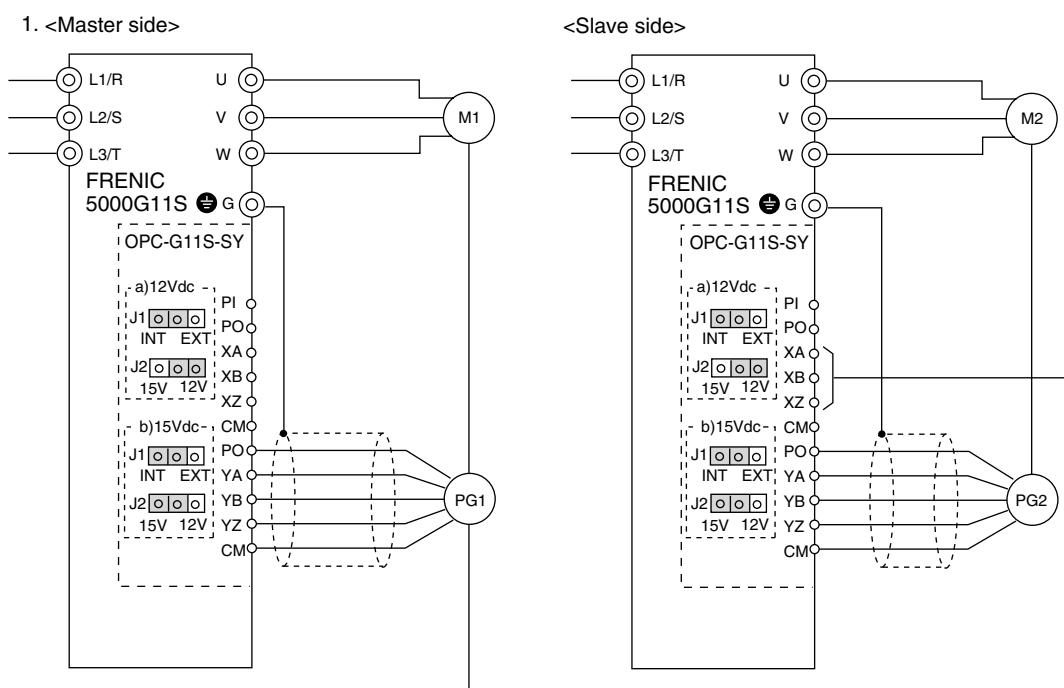 1. <Master side>
L1/R
U
L2/S
V
M1
L3/T
W
FRENIC
5000G11S
G
OPC-G11S-SY
a)12Vdc
J1
INT EXT
J2
15V 12V
PI
PO
XA
XB
XZ
CM
b)15Vdc
J1
INT EXT
J2
15V 12V
PO
YA
YB
YZ
CM
PG1
<Slave side>
L1/R
U
L2/S
V
M2
L3/T
W
FRENIC
5000G11S
G
OPC-G11S-SY
a)12Vdc
J1
INT EXT
J2
15V 12V
PI
PO
XA
XB
XZ
CM
b)15Vdc
J1
INT EXT
J2
15V 12V
PO
YA
YB
YZ
CM
PG2